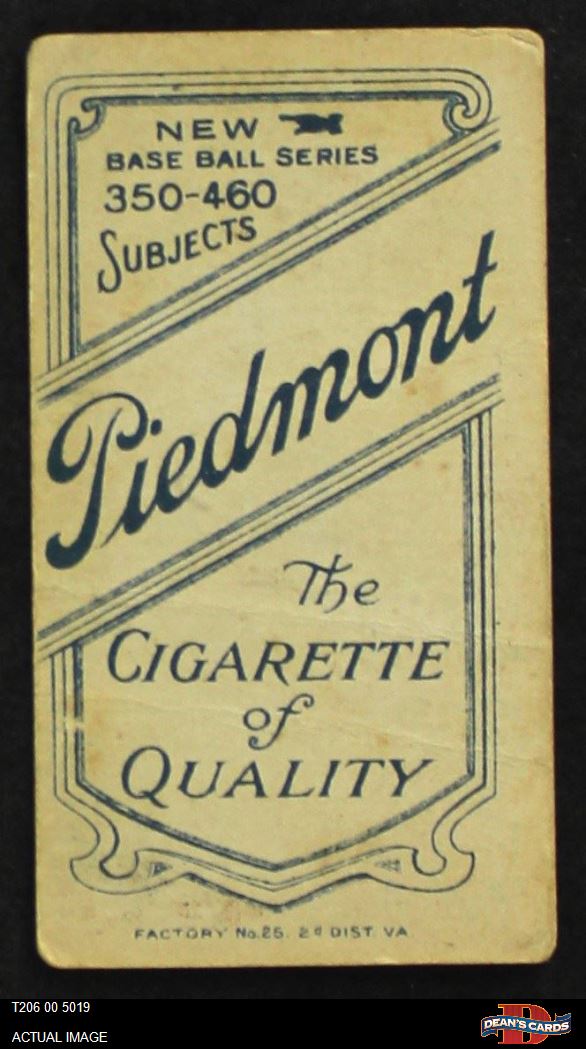 NEW
BASE BALL SERIES
350-460
SUBJECTS
Piedmont
The
CIGARETTE
of
QUALITY
FACTORY No. 25. 2d DIST. VA.
T206 00 5019
ACTUAL IMAGE
D
DEAN'S CARDS